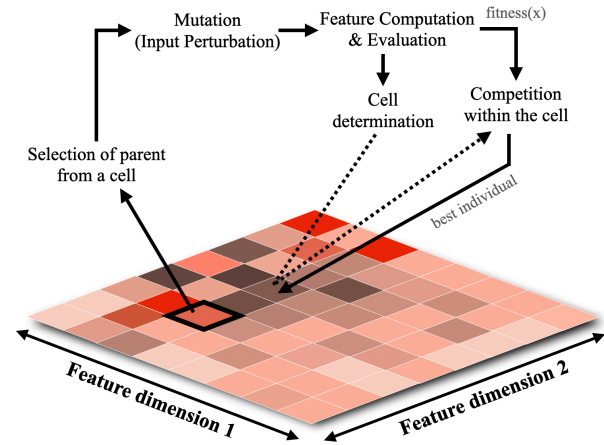 Mutation
(Input Perturbation)
Feature Computation
& Evaluation
fitness(x)
Cell
determination
Competition
within the cell
Selection of parent
from a cell
best individual
Feature dimension 1
Feature dimension 2